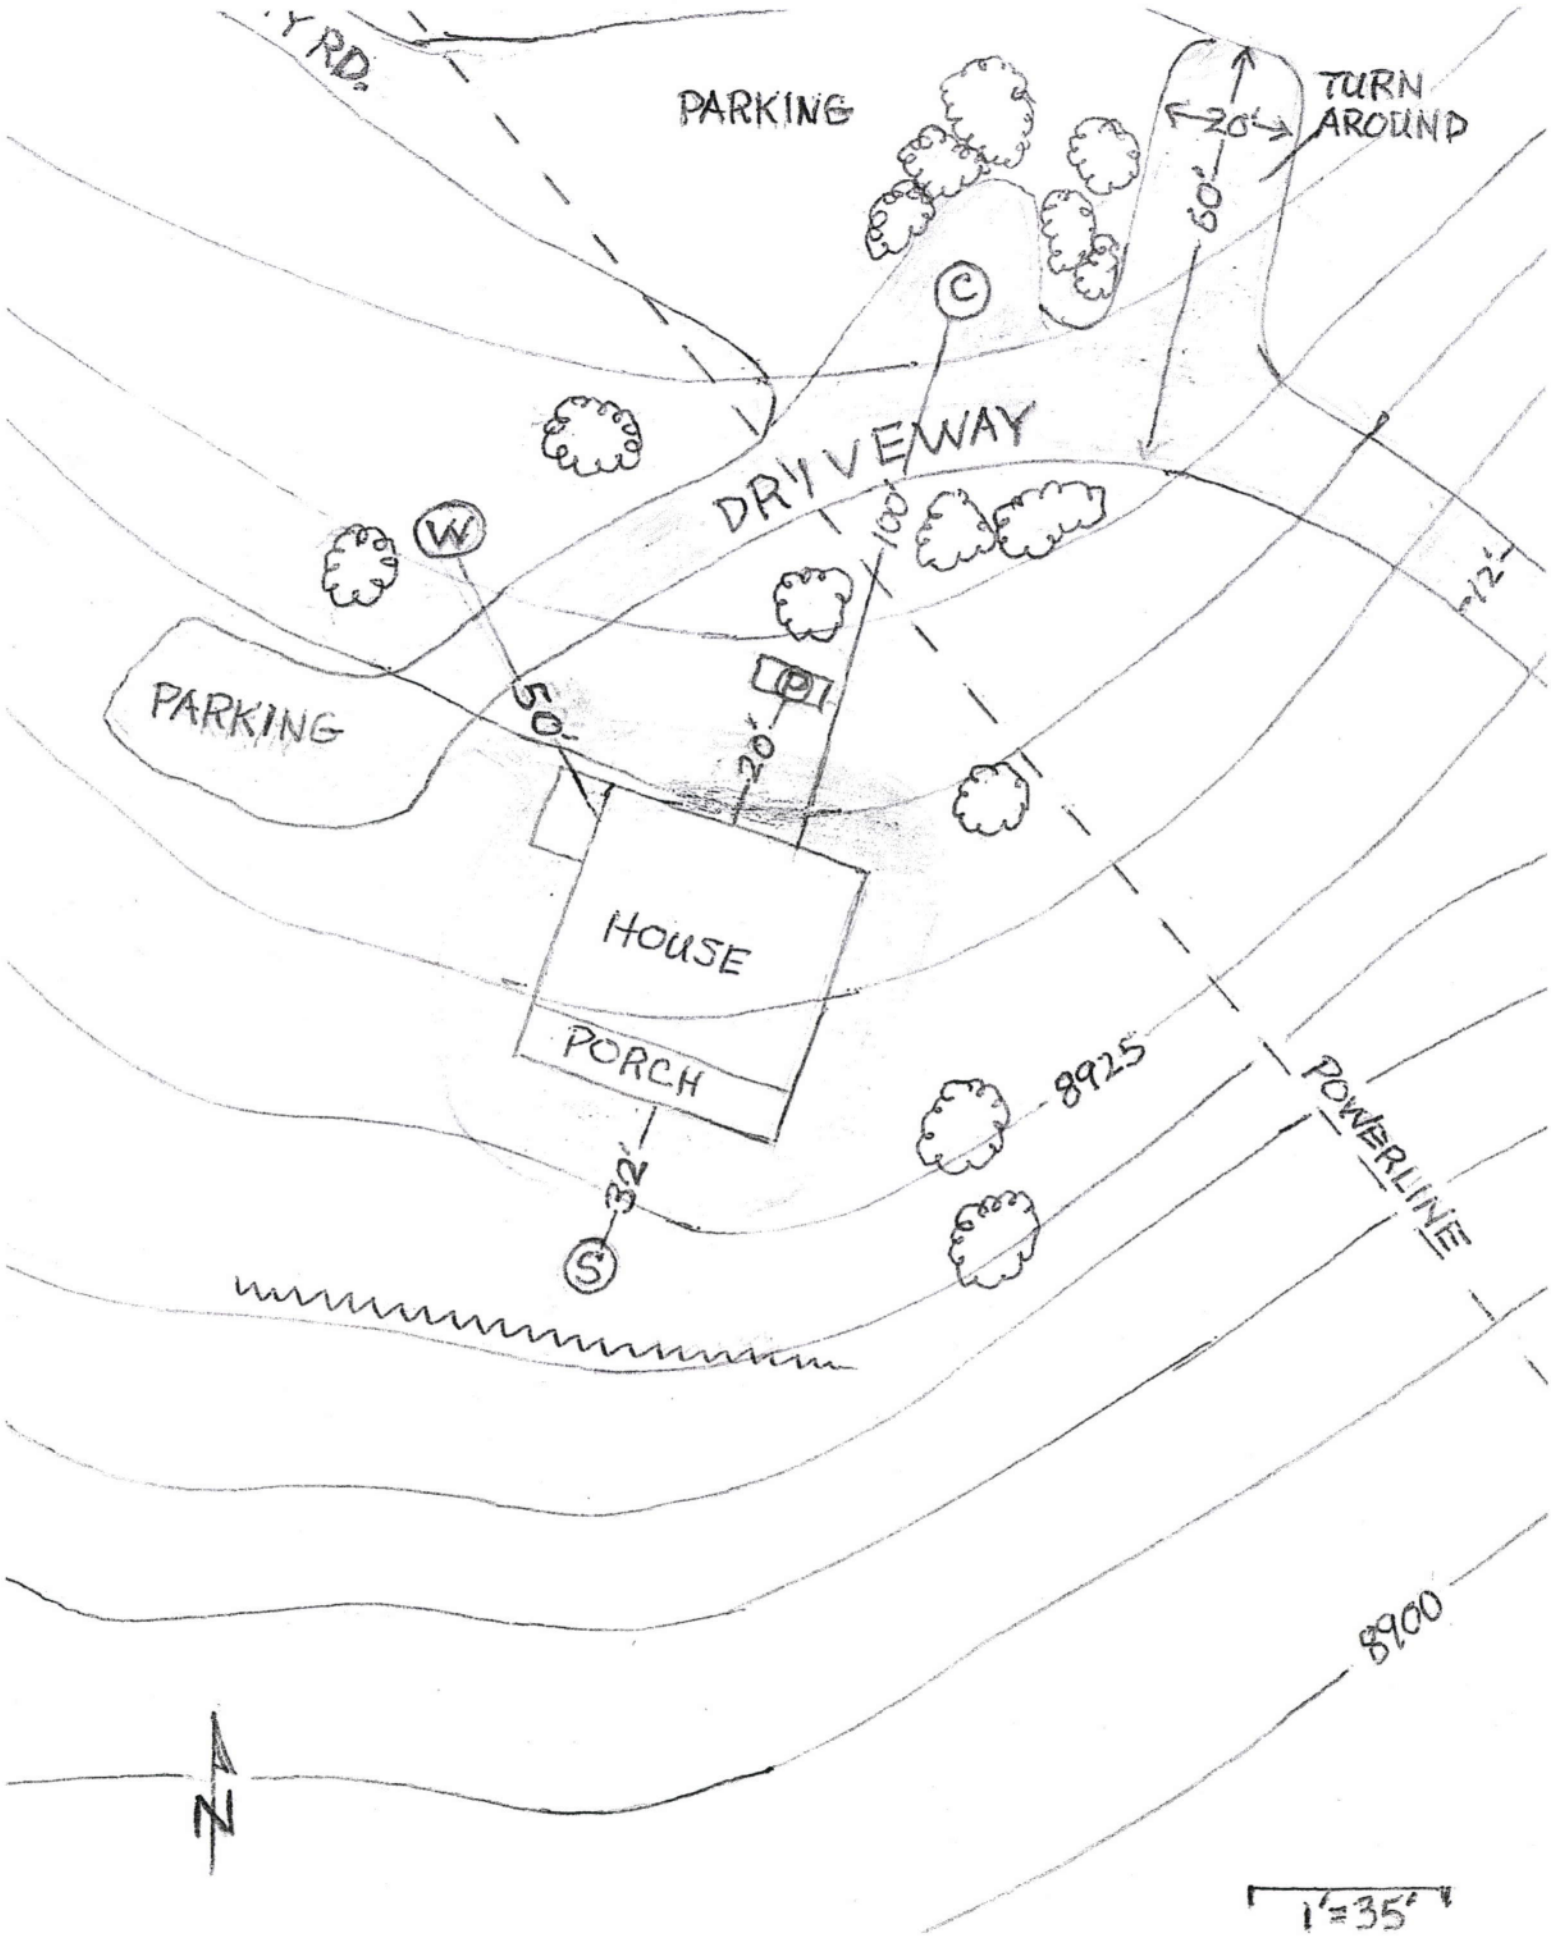 RD.
PARKING
TURN
AROUND
20'
60'
C
DRIVEWAY
W
100'
12'
PARKING
50'
P
20'
HOUSE
PORCH
8925
POWERLINE
32'
S
8900
N
1'=35'